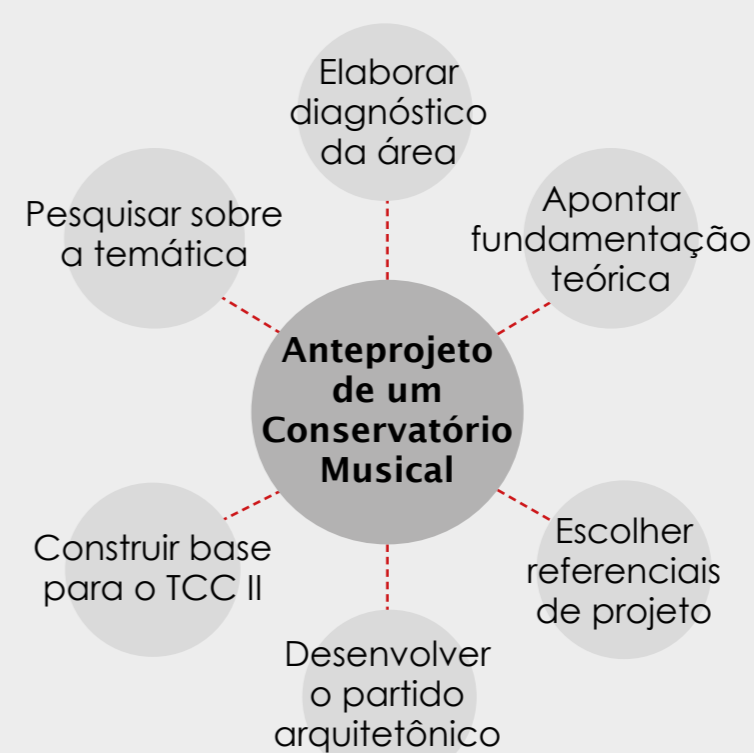 Elaborar
diagnóstico
da área
Pesquisar sobre
a temática
Apontar
fundamentação
teórica
Anteprojeto
de um
Conservatório
Musical
Construir base
para o TCC II
Escolher
referenciais
de projeto
Desenvolver
o partido
arquitetônico